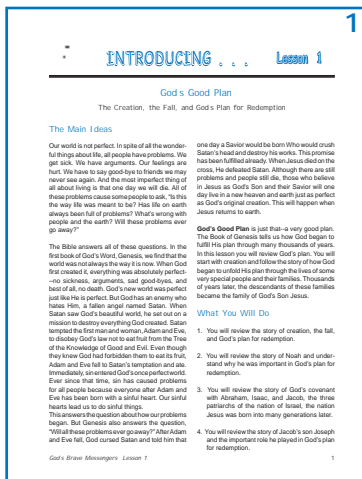 1
INTRODUCING . . . Lesson 1
God's Good Plan
The Creation, the Fall, and God's Plan for Redemption
The Main Ideas
Our world is not perfect. In spite of all the wonder-
ful things about life, all people have problems. We
get sick. We have arguments. Our feelings are
hurt. We have to say good-bye to friends we may
never see again. And the most imperfect thing of
all about living is that one day we will die. All of
these problems cause some people to ask, "Is this
the way life was meant to be? Has life on earth
always been full of problems? What's wrong with
people and the earth? Will these problems ever
go away?"
The Bible answers all of these questions. In the
first book of God's Word, Genesis, we find that the
world was not always the way it is now. When God
first created it, everything was absolutely perfect-
-no sickness, arguments, sad good-byes, and
best of all, no death. God's new world was perfect
just like He is perfect. But God has an enemy who
hates Him, a fallen angel named Satan. When
Satan saw God's beautiful world, he set out on a
mission to destroy everything God created. Satan
tempted the first man and woman, Adam and Eve,
to disobey God's law not to eat fruit from the Tree
of the Knowledge of Good and Evil. Even though
they knew God had forbidden them to eat its fruit,
Adam and Eve fell to Satan's temptation and ate.
Immediately, sin entered God's once perfect world.
Ever since that time, sin has caused problems
for all people because everyone after Adam and
Eve has been born with a sinful heart. Our sinful
hearts lead us to do sinful things.
This answers the question about how our problems
began. But Genesis also answers the question,
"Will all these problems ever go away?" After Adam
and Eve fell, God cursed Satan and told him that
one day a Savior would be born Who would crush
Satan's head and destroy his works. This promise
has been fulfilled already. When Jesus died on the
cross, He defeated Satan. Although there are still
problems and people still die, those who believe
in Jesus as God's Son and their Savior will one
day live in a new heaven and earth just as perfect
as God's original creation. This will happen when
Jesus returns to earth.
God's Good Plan is just that--a very good plan.
The Book of Genesis tells us how God began to
fulfill His plan through many thousands of years.
In this lesson you will review God's plan. You will
start with creation and follow the story of how God
began to unfold His plan through the lives of some
very special people and their families. Thousands
of years later, the descendants of these families
became the family of God's Son Jesus.
What You Will Do
1. You will review the story of creation, the fall,
and God's plan for redemption.
2. You will review the story of Noah and under-
stand why he was important in God's plan for
redemption.
3. You will review the story of God's covenant
with Abraham, Isaac, and Jacob, the three
patriarchs of the nation of Israel, the nation
Jesus was born into many generations later.
4. You will review the story of Jacob's son Joseph
and the important role he played in God's plan
for redemption.
God's Brave Messengers Lesson 1 1